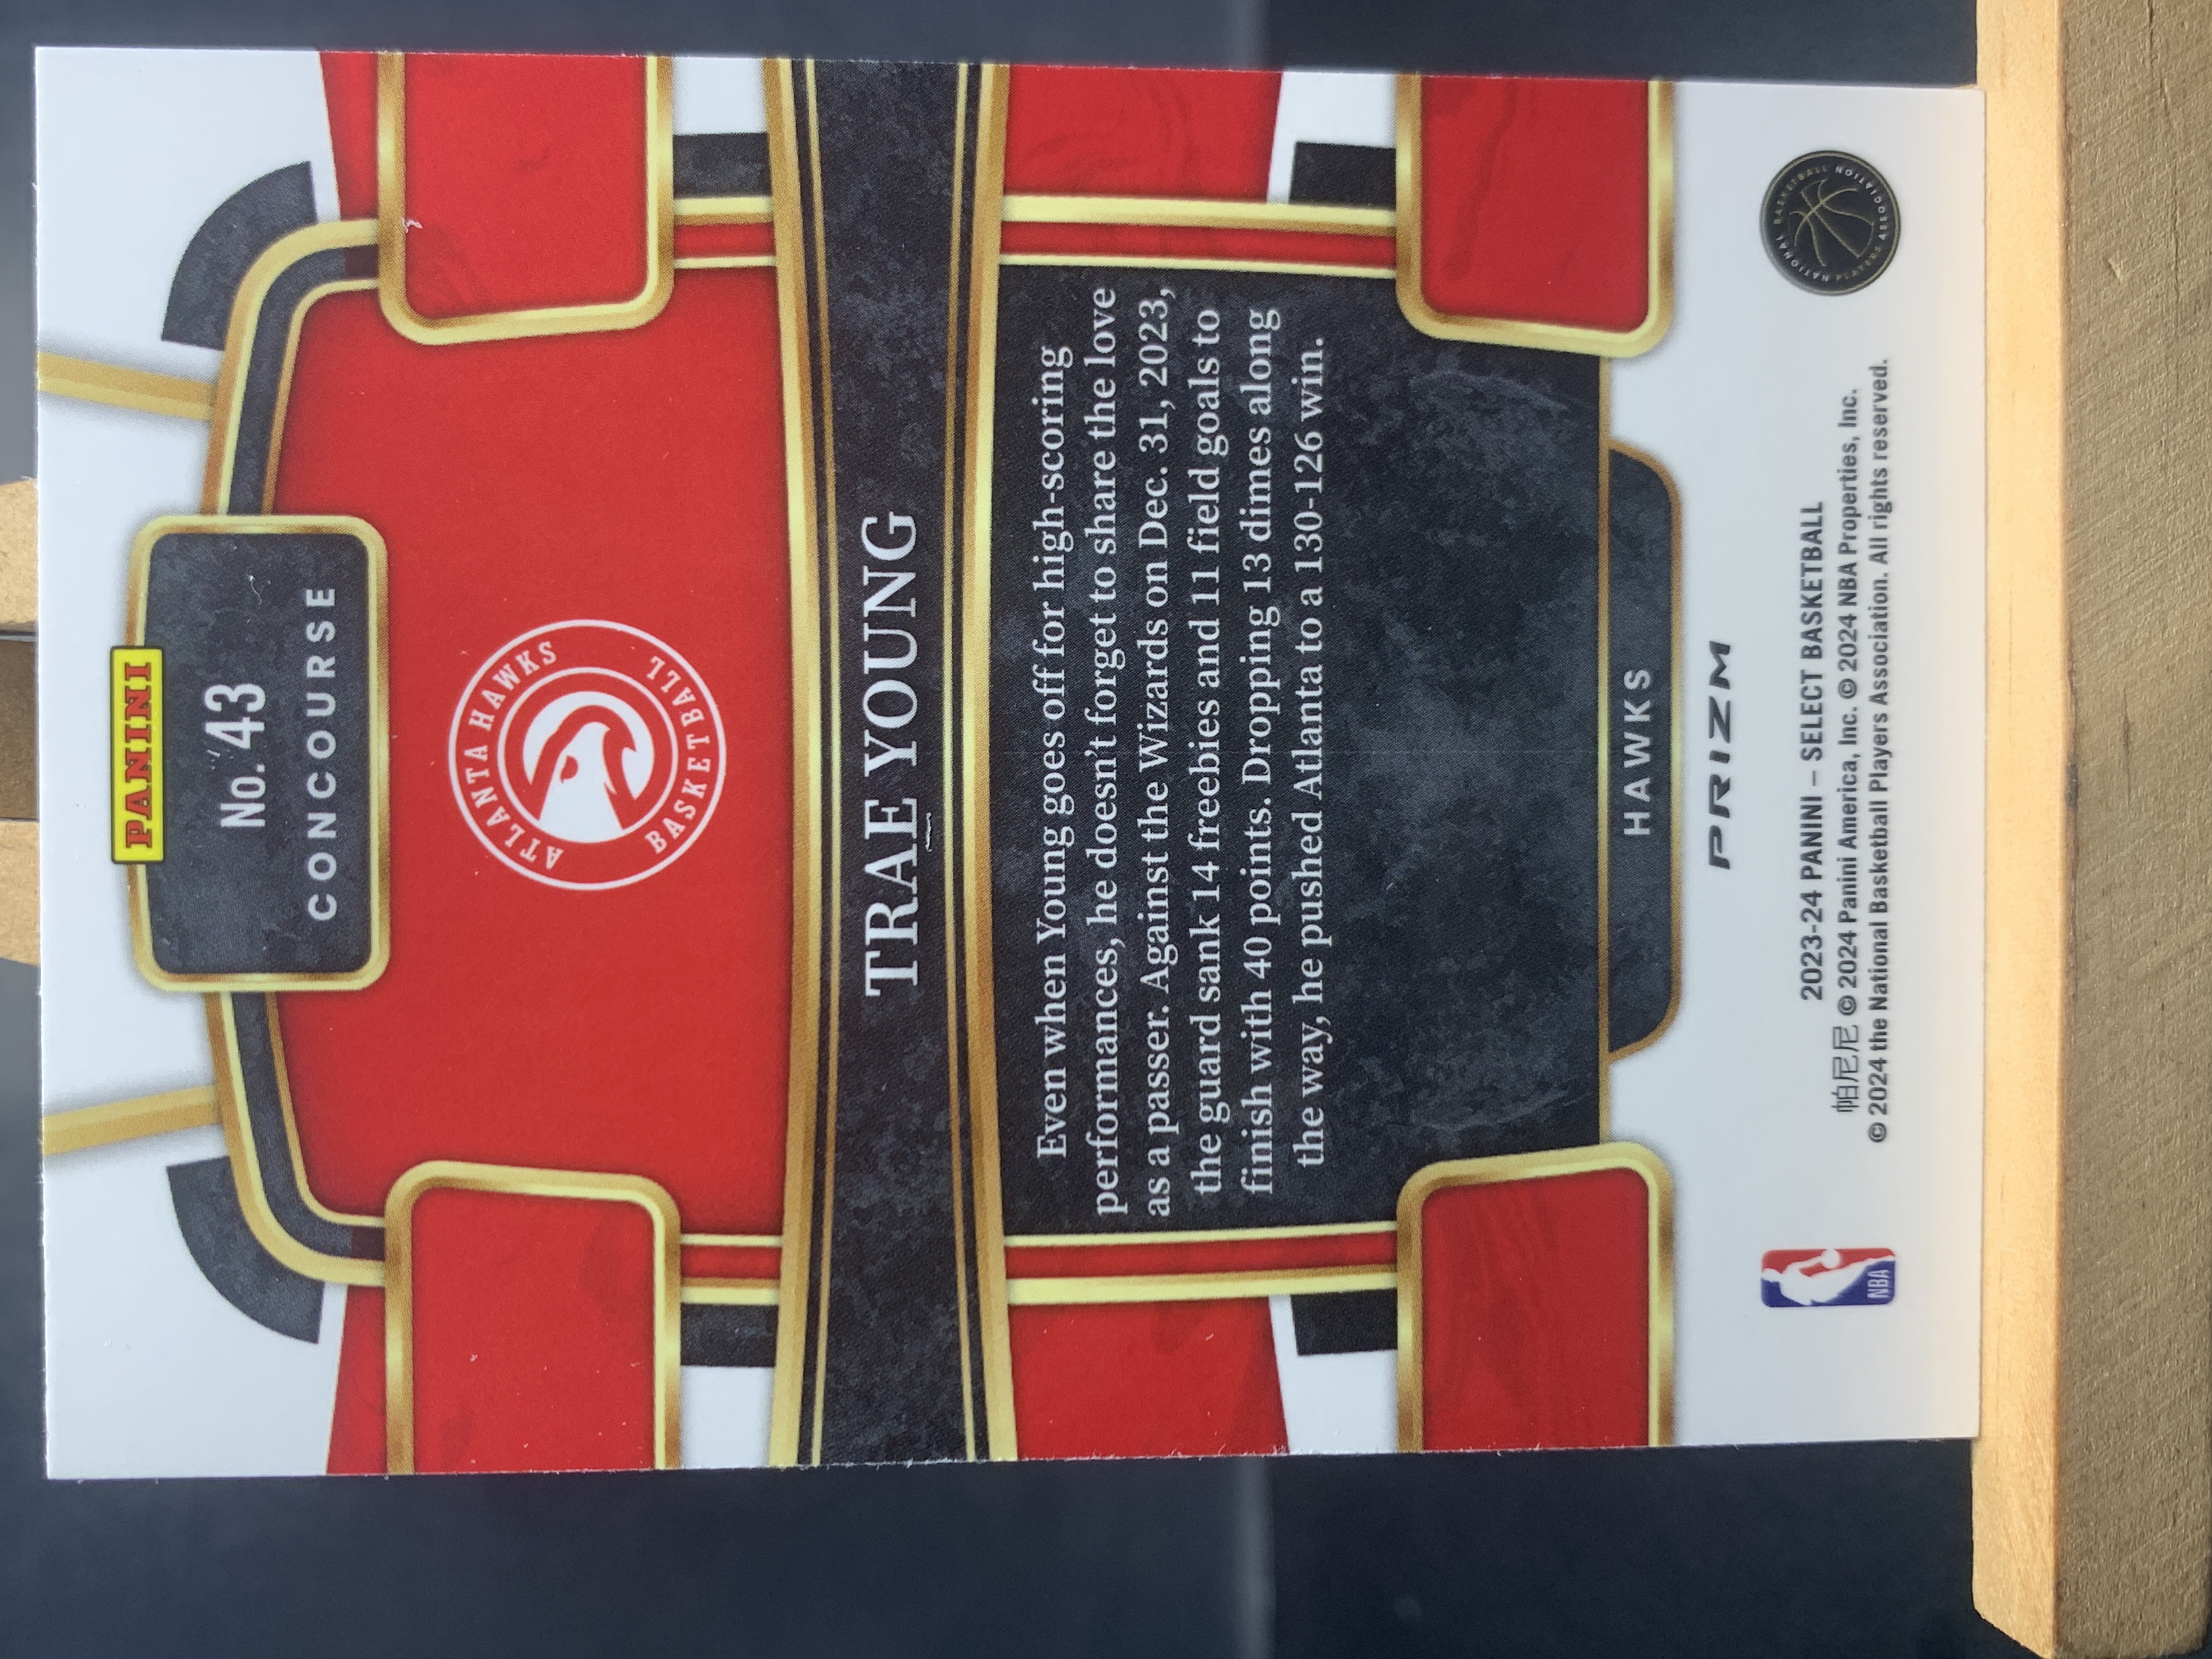 PANINI
No. 43
CONCOURSE
ATLANTA HAWKS
BASKETBALL
TRAE YOUNG
Even when Young goes off for high-scoring
performances, he doesn't forget to share the love
as a passer. Against the Wizards on Dec. 31, 2023,
the guard sank 14 freebies and 11 field goals to
finish with 40 points. Dropping 13 dimes along
the way, he pushed Atlanta to a 130-126 win.
HAWKS
PRIZM
2023-24 PANINI – SELECT BASKETBALL
帕尼尼 © 2024 Panini America, Inc. © 2024 NBA Properties, Inc.
© 2024 the National Basketball Players Association. All rights reserved.
NBA
NATIONAL BASKETBALL PLAYERS ASSOCIATION